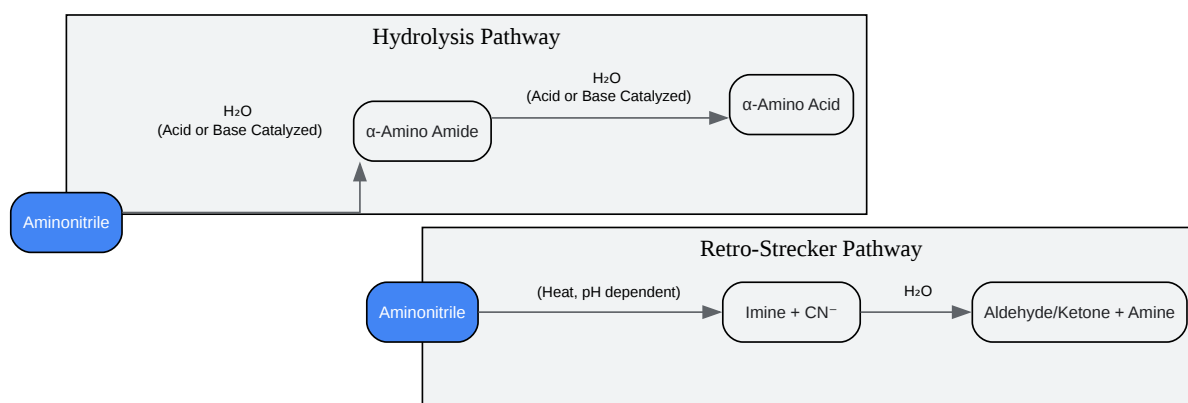 Hydrolysis Pathway
H₂O
(Acid or Base Catalyzed)
α-Amino Acid
H₂O
(Acid or Base Catalyzed)
α-Amino Amide
Aminonitrile
Retro-Strecker Pathway
Aminonitrile
(Heat, pH dependent)
Imine + CN⁻
H₂O
Aldehyde/Ketone + Amine